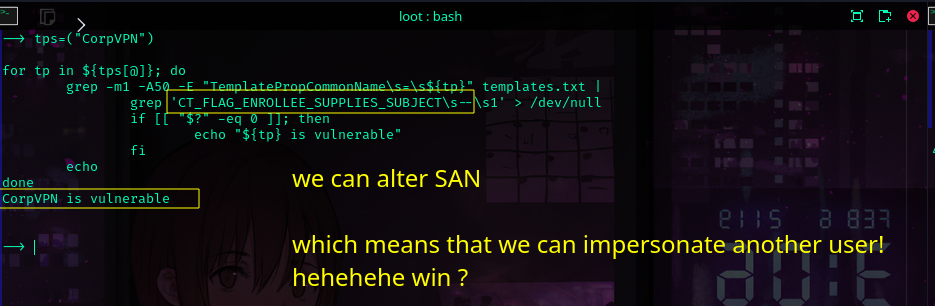 loot : bash
--> tps=("CorpVPN")
for tp in ${tps[@]}; do
grep -m1 -A50 -E "TemplatePropCommonName\s=\s${tp}" templates.txt |
grep 'CT_FLAG_ENROLLEE_SUPPLIES_SUBJECT\s--\s1' > /dev/null
if [[ "$?" -eq 0 ]]; then
echo "${tp} is vulnerable"
fi
echo
done
CorpVPN is vulnerable
we can alter SAN
-->
which means that we can impersonate another user!
hehehehe win ?